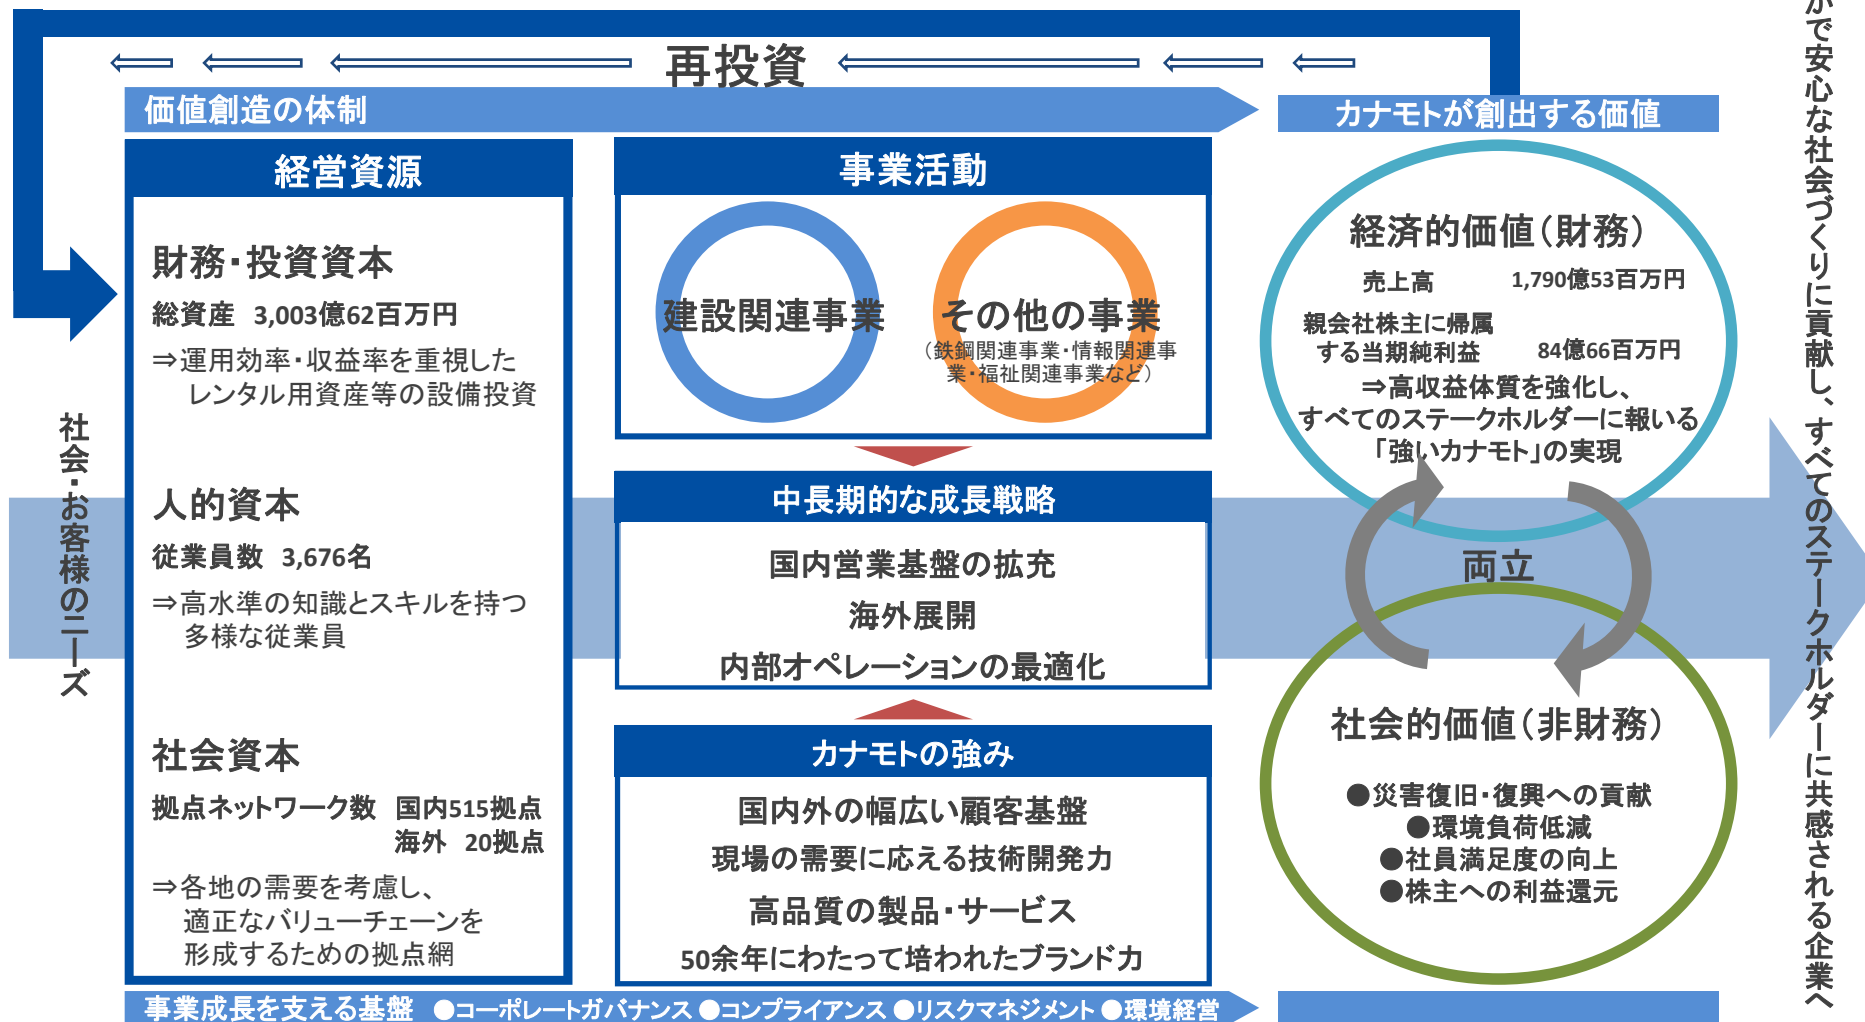 再投資
価値創造の体制
カナモトが創出する価値
社会・お客様のニーズ
経営資源
財務・投資資本
総資産 3,003億62百万円
⇒運用効率・収益率を重視した
レンタル用資産等の設備投資
人的資本
従業員数 3,676名
⇒高水準の知識とスキルを持つ
多様な従業員
社会資本
拠点ネットワーク数 国内515拠点
海外 20拠点
⇒各地の需要を考慮し、
適正なバリューチェーンを
形成するための拠点網
事業活動
建設関連事業
その他の事業
(鉄鋼関連事業・情報関連事
業・福祉関連事業など)
中長期的な成長戦略
国内営業基盤の拡充
海外展開
内部オペレーションの最適化
カナモトの強み
国内外の幅広い顧客基盤
現場の需要に応える技術開発力
高品質の製品・サービス
50余年にわたって培われたブランド力
経済的価値(財務)
売上高 1,790億53百万円
親会社株主に帰属
する当期純利益 84億66百万円
⇒高収益体質を強化し、
すべてのステークホルダーに報いる
「強いカナモト」の実現
両立
社会的価値(非財務)
●災害復旧・復興への貢献
●環境負荷低減
●社員満足度の向上
●株主への利益還元
かで安心な社会づくりに貢献し、すべてのステークホルダーに共感される企業へ
事業成長を支える基盤 ●コーポレートガバナンス ●コンプライアンス ●リスクマネジメント ●環境経営